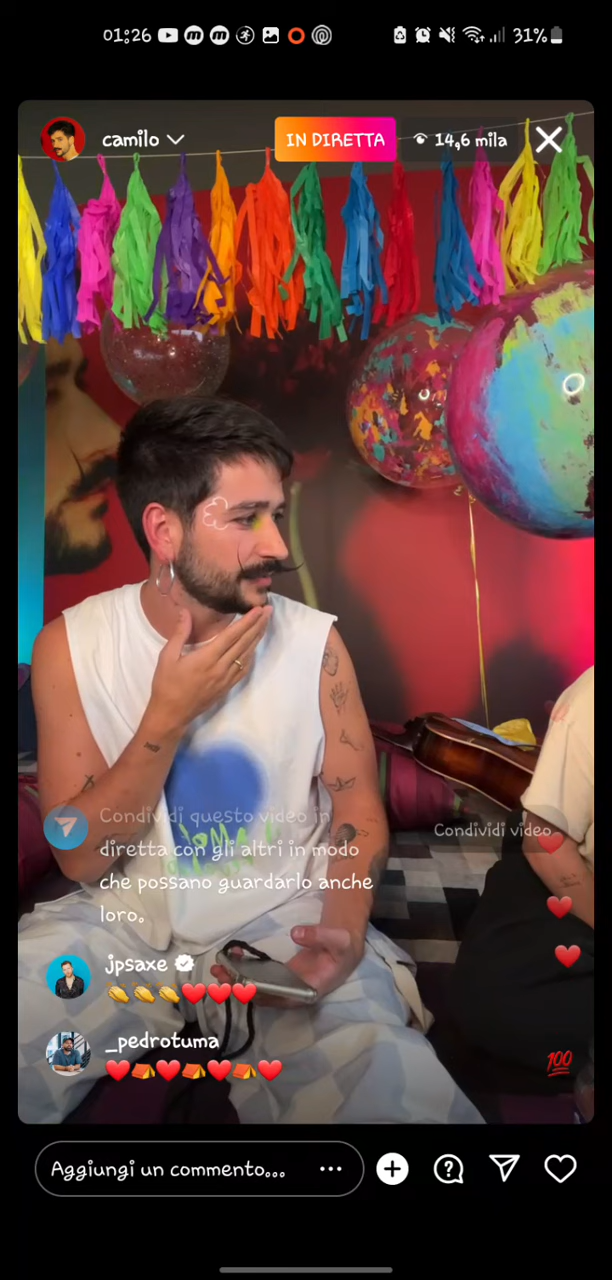 01:26
31%
camilo
IN DIRETTA
14,6 mila
Condividi questo video in
diretta con gli altri in modo
che possano guardarlo anche
loro.
Condividi video
jpsaxe
👏👏👏❤️❤️❤️
_pedrotuma
❤️⛺❤️⛺❤️⛺❤️
💯
Aggiungi un commento...